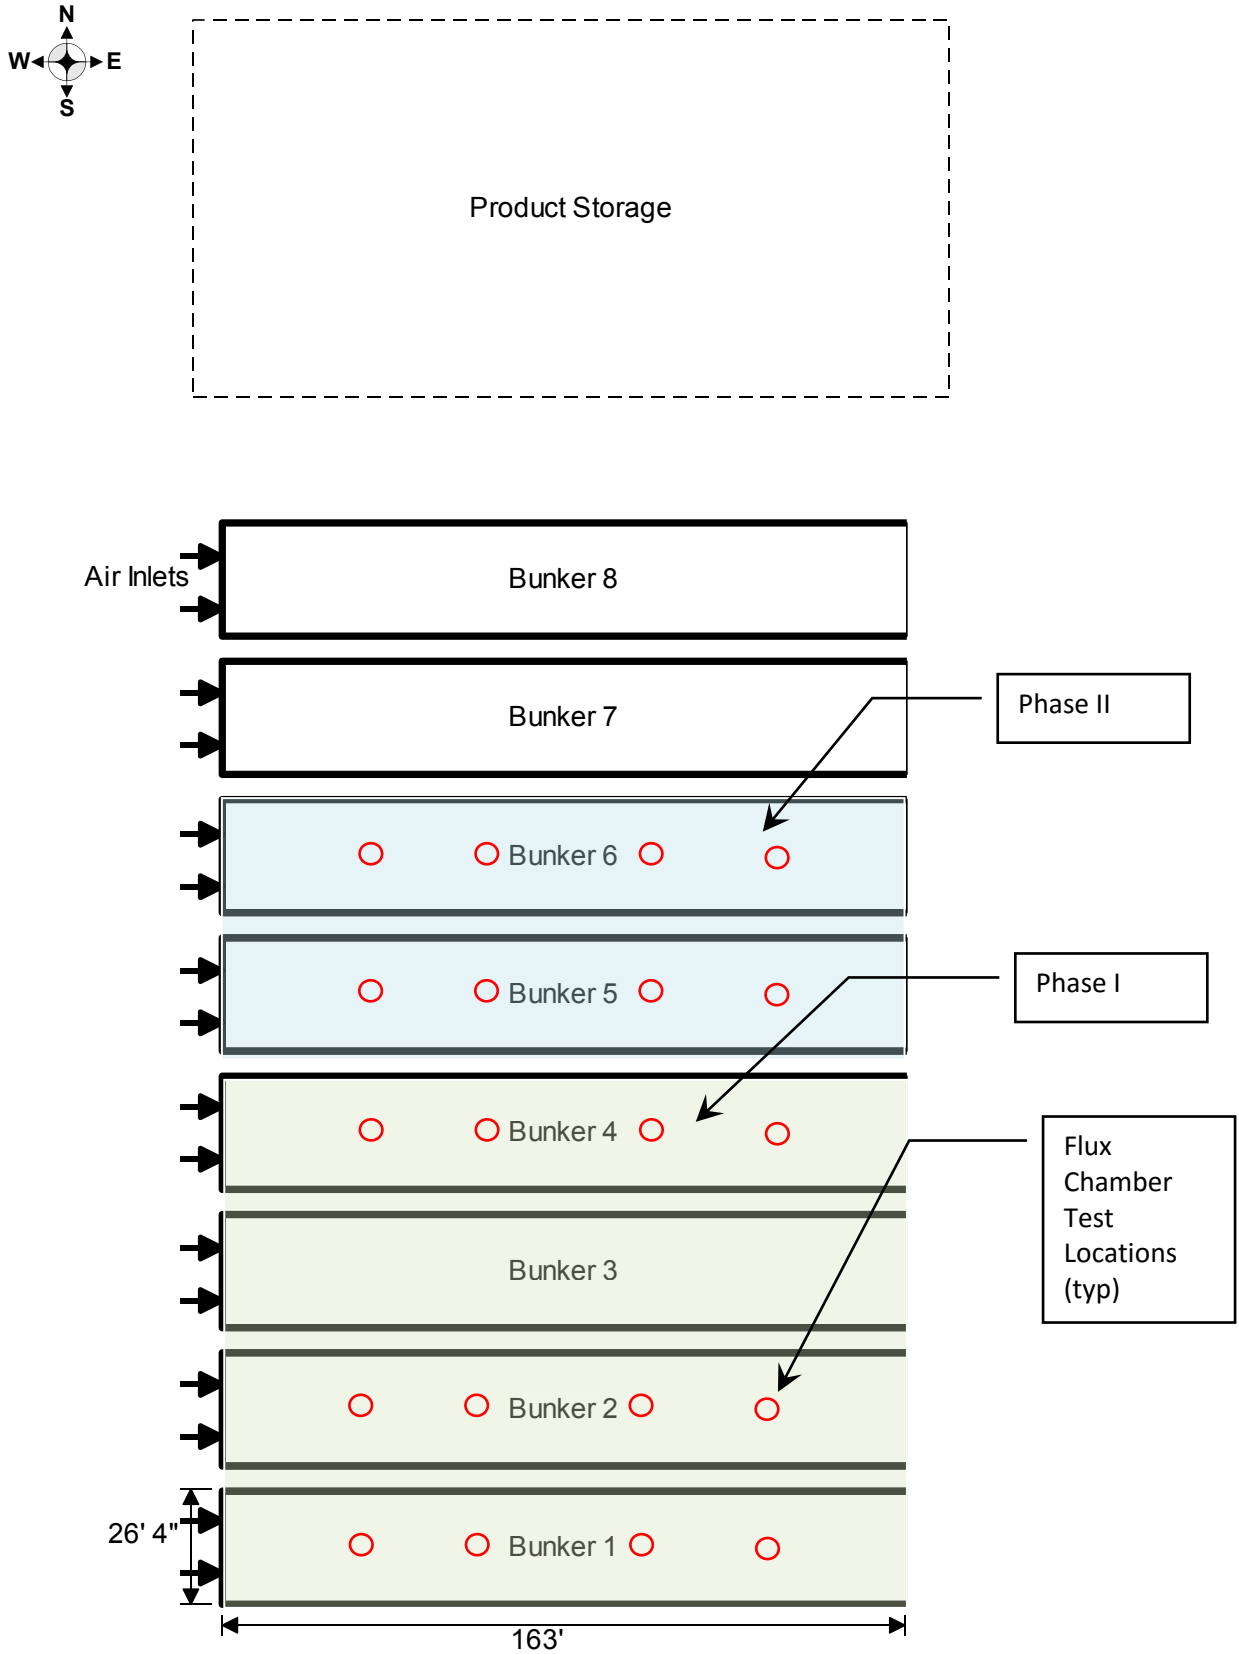 N
W E
S
Product Storage
Air Inlets
Bunker 8
Bunker 7
Phase II
Bunker 6
Bunker 5
Phase I
Bunker 4
Flux
Chamber
Test
Locations
(typ)
Bunker 3
Bunker 2
26' 4"
Bunker 1
163'